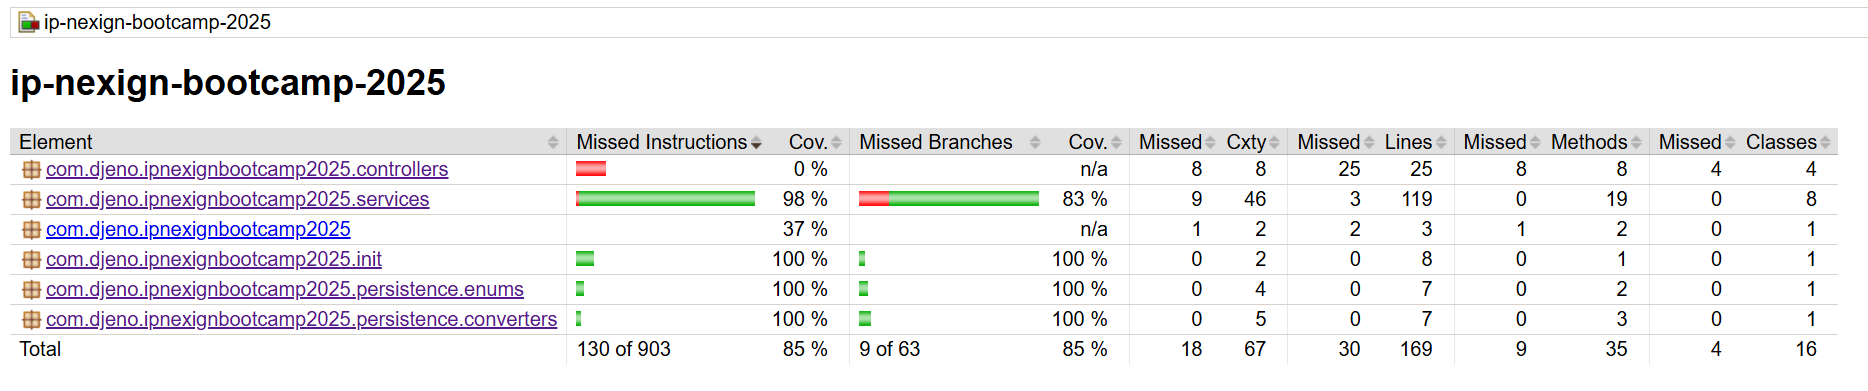 ip-nexign-bootcamp-2025
ip-nexign-bootcamp-2025
Element Missed Instructions Cov. Missed Branches Cov. Missed Cxty Missed Lines Missed Methods Missed Classes
com.djeno.ipnexignbootcamp2025.controllers 0 % n/a 8 8 25 25 8 8 4 4
com.djeno.ipnexignbootcamp2025.services 98 % 83 % 9 46 3 119 0 19 0 8
com.djeno.ipnexignbootcamp2025 37 % n/a 1 2 2 3 1 2 0 1
com.djeno.ipnexignbootcamp2025.init 100 % 100 % 0 2 0 8 0 1 0 1
com.djeno.ipnexignbootcamp2025.persistence.enums 100 % 100 % 0 4 0 7 0 2 0 1
com.djeno.ipnexignbootcamp2025.persistence.converters 100 % 100 % 0 5 0 7 0 3 0 1
Total 130 of 903 85 % 9 of 63 85 % 18 67 30 169 9 35 4 16